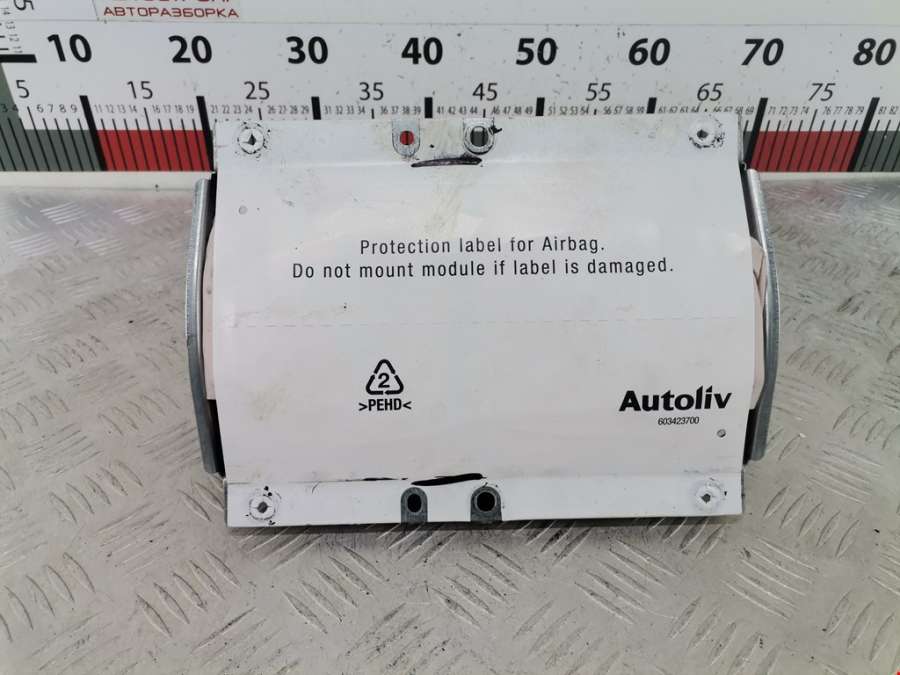 АВТОРАЗБОРКА
10 20 30 40 50 60 70 80
5 15 25 35 45 55 65 75
Protection label for Airbag.
Do not mount module if label is damaged.
2
>PEHD<
Autoliv
603423700